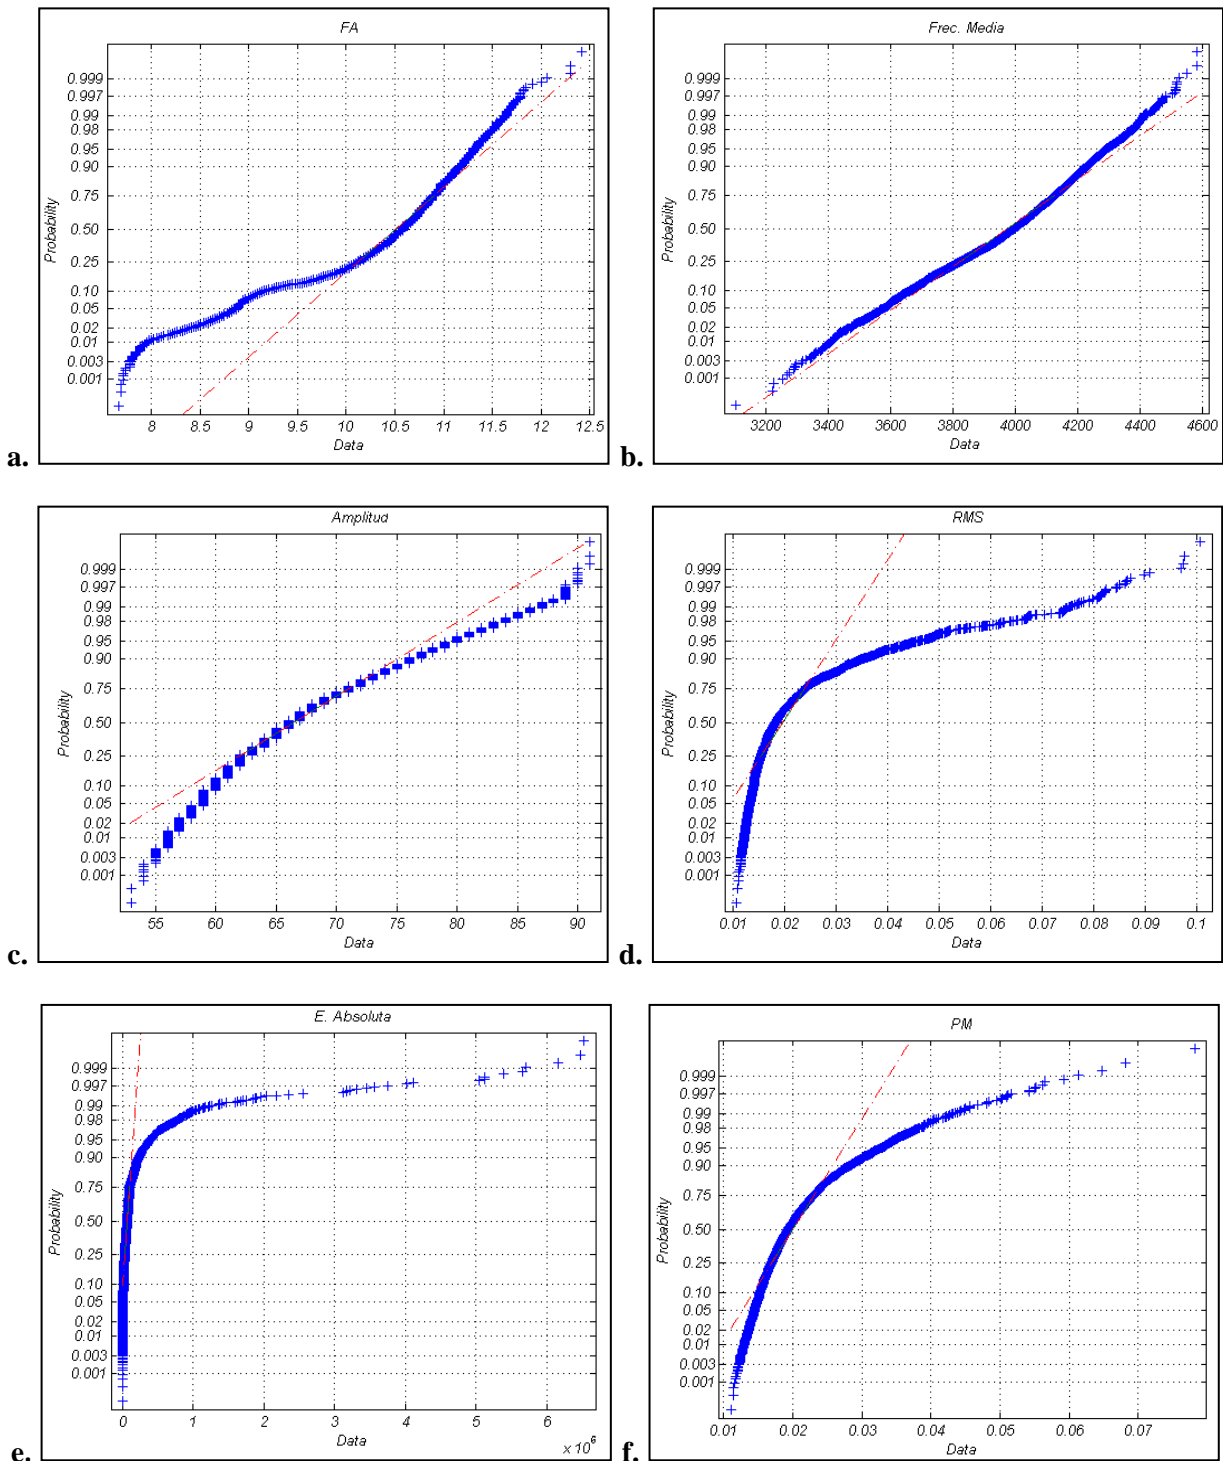 FA
0.999
0.997
0.99
0.98
0.95
0.90
0.75
0.50
0.25
0.10
0.05
0.02
0.01
0.003
0.001
Probability
8 8.5 9 9.5 10 10.5 11 11.5 12 12.5
Data
a.
Frec. Media
0.999
0.997
0.99
0.98
0.95
0.90
0.75
0.50
0.25
0.10
0.05
0.02
0.01
0.003
0.001
Probability
3200 3400 3600 3800 4000 4200 4400 4600
Data
b.
Amplitud
0.999
0.997
0.99
0.98
0.95
0.90
0.75
0.50
0.25
0.10
0.05
0.02
0.01
0.003
0.001
Probability
55 60 65 70 75 80 85 90
Data
c.
RMS
0.999
0.997
0.99
0.98
0.95
0.90
0.75
0.50
0.25
0.10
0.05
0.02
0.01
0.003
0.001
Probability
0.01 0.02 0.03 0.04 0.05 0.06 0.07 0.08 0.09 0.1
Data
d.
E. Absoluta
0.999
0.997
0.99
0.98
0.95
0.90
0.75
0.50
0.25
0.10
0.05
0.02
0.01
0.003
0.001
Probability
0 1 2 3 4 5 6
Data
x 10⁶
e.
PM
0.999
0.997
0.99
0.98
0.95
0.90
0.75
0.50
0.25
0.10
0.05
0.02
0.01
0.003
0.001
Probability
0.01 0.02 0.03 0.04 0.05 0.06 0.07
Data
f.